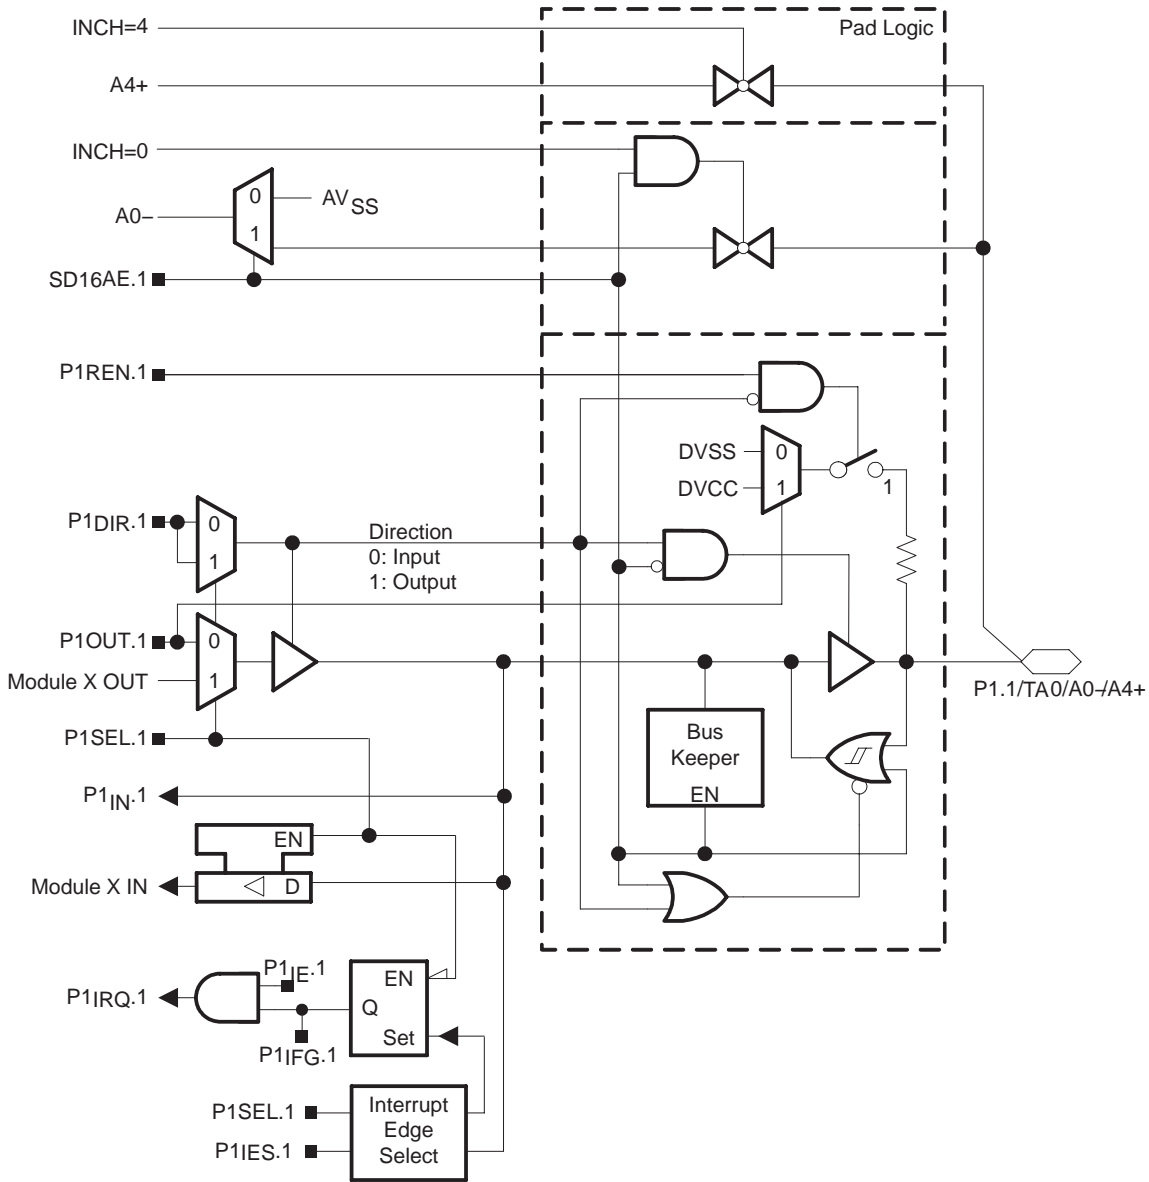 INCH=4
Pad Logic
A4+
INCH=0
0
AVSS
A0–
1
SD16AE.1
P1REN.1
DVSS
0
DVCC
1
1
P1DIR.1
0
1
Direction
0: Input
1: Output
P1OUT.1
0
Module X OUT
1
P1.1/TA0/A0–/A4+
P1SEL.1
Bus
Keeper
EN
P1IN.1
EN
Module X IN
D
P1IE.1
EN
P1IRQ.1
Q
Set
P1IFG.1
P1SEL.1
P1IES.1
Interrupt
Edge
Select